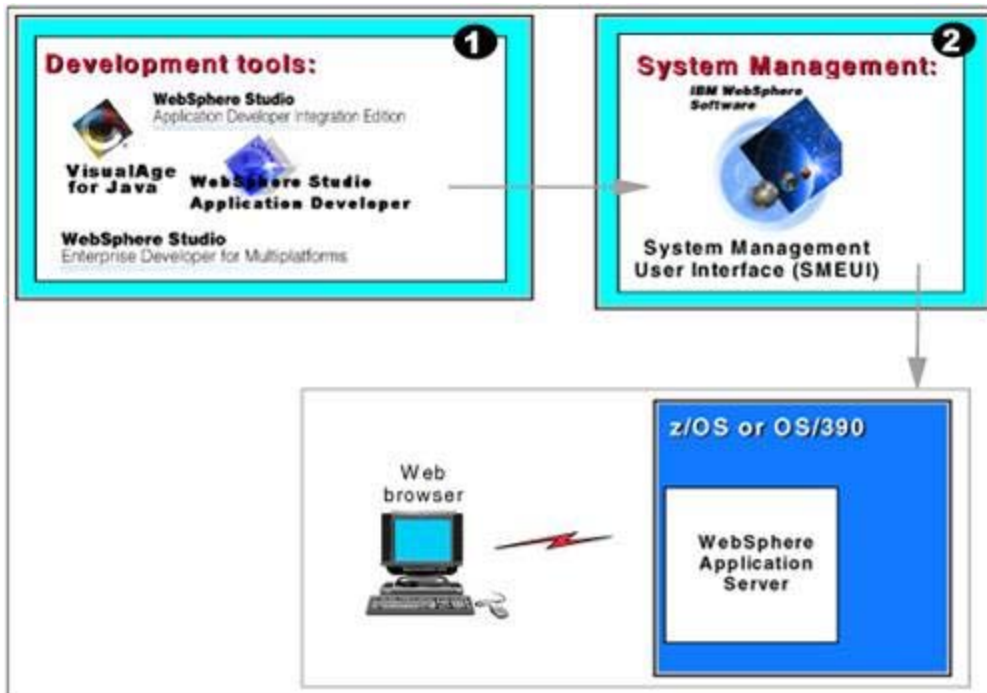 1
Development tools:
WebSphere Studio
Application Developer Integration Edition
VisualAge
for Java
WebSphere Studio
Application Developer
WebSphere Studio
Enterprise Developer for Multiplatforms
2
System Management:
IBM WebSphere
Software
System Management
User Interface (SMEUI)
z/OS or OS/390
Web
browser
WebSphere
Application
Server